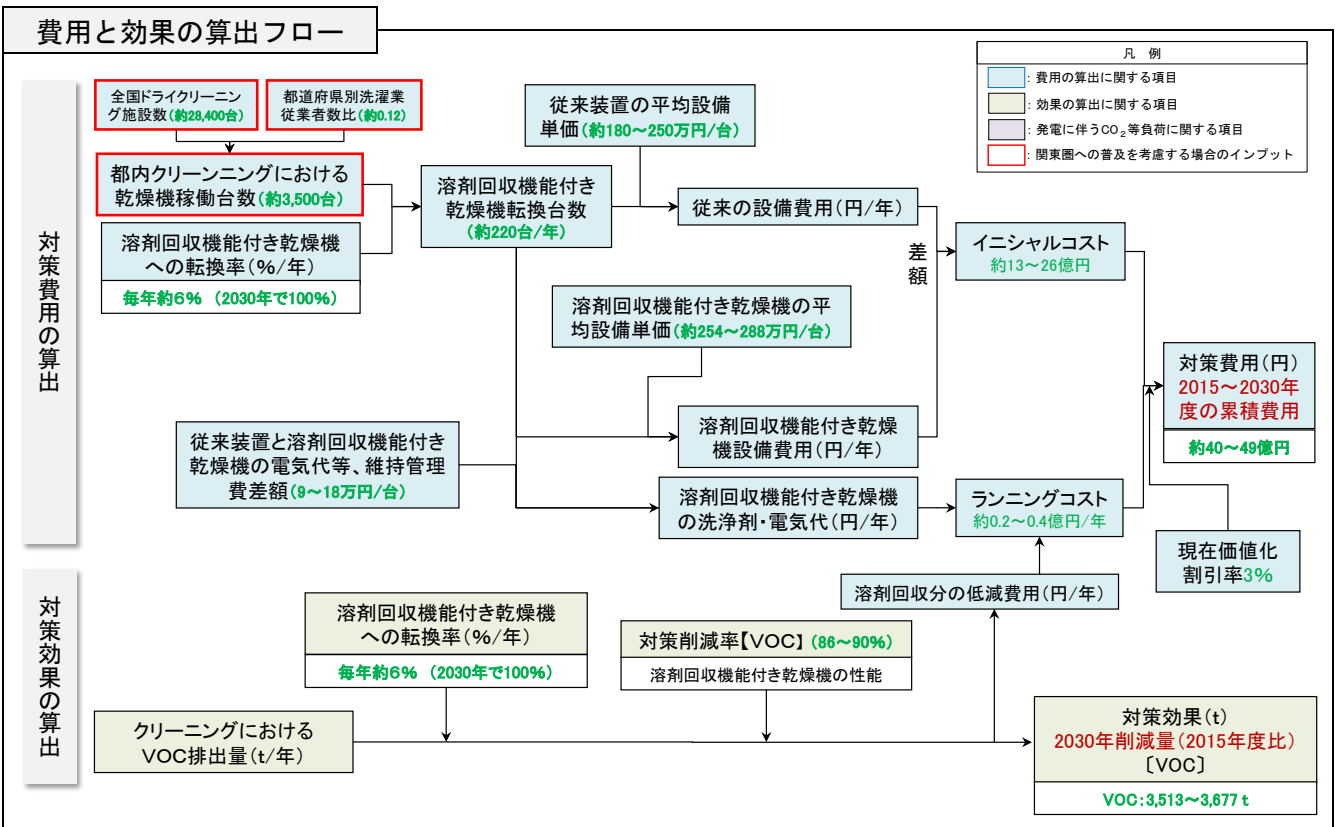 費用と効果の算出フロー
凡 例
: 費用の算出に関する項目
: 効果の算出に関する項目
: 発電に伴うCO₂等負荷に関する項目
: 関東圏への普及を考慮する場合のインプット
対策費用の算出
全国ドライクリーニン
グ施設数(約28,400台)
都道府県別洗濯業
従業者数比(約0.12)
都内クリーンニングにおける
乾燥機稼働台数(約3,500台)
溶剤回収機能付き乾燥機
への転換率(%/年)
毎年約6% (2030年で100%)
溶剤回収機能付き
乾燥機転換台数
(約220台/年)
従来装置の平均設備
単価(約180～250万円/台)
従来の設備費用(円/年)
差額
イニシャルコスト
約13～26億円
溶剤回収機能付き乾燥機の平
均設備単価(約254～288万円/台)
溶剤回収機能付き乾燥
機設備費用(円/年)
従来装置と溶剤回収機能付き
乾燥機の電気代等、維持管理
費差額(9～18万円/台)
溶剤回収機能付き乾燥機
の洗浄剤・電気代(円/年)
ランニングコスト
約0.2～0.4億円/年
対策費用(円)
2015～2030年
度の累積費用
約40～49億円
現在価値化
割引率3%
溶剤回収分の低減費用(円/年)
対策効果の算出
溶剤回収機能付き乾燥機
への転換率(%/年)
毎年約6% (2030年で100%)
対策削減率【VOC】(86～90%)
溶剤回収機能付き乾燥機の性能
クリーニングにおける
VOC排出量(t/年)
対策効果(t)
2030年削減量(2015年度比)
〔VOC〕
VOC:3,513～3,677 t